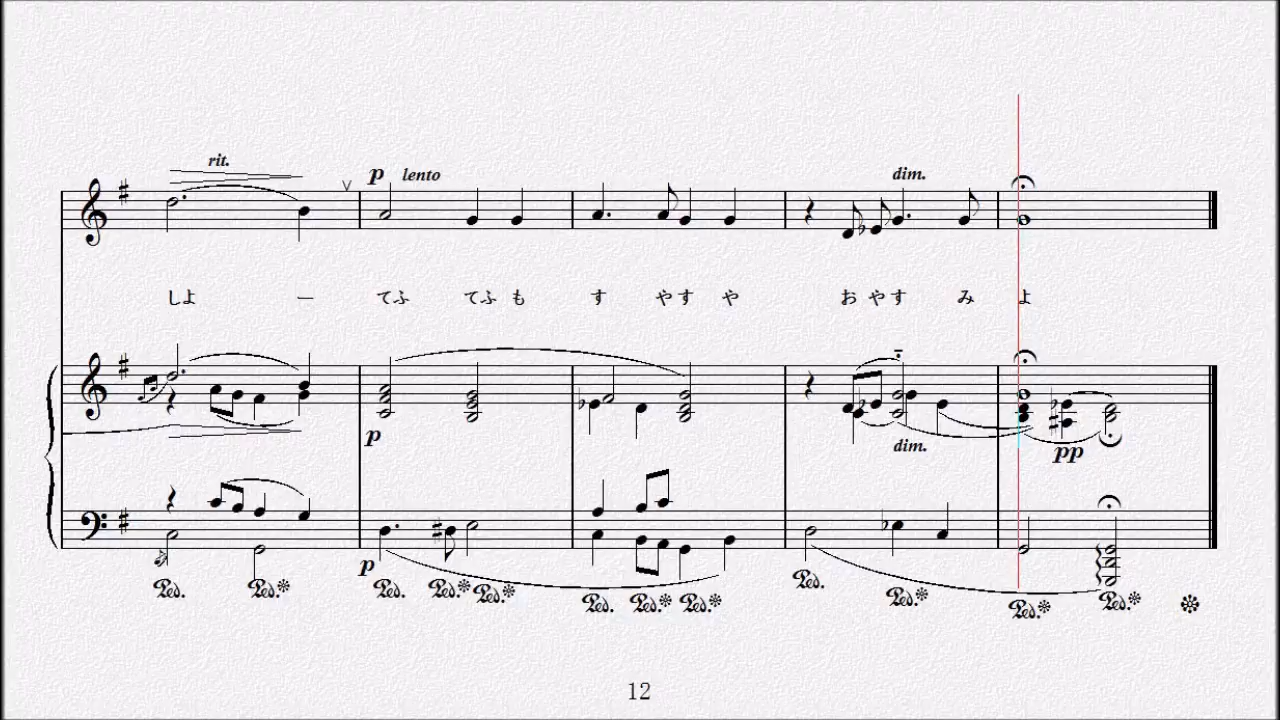 rit.
p lento
dim.
しよ ー てふ てふ も す やす や おやす み よ
p
dim.
pp
p
Ped. Ped. Ped. Ped. Ped. Ped. Ped. Ped. Ped. Ped. Ped. Ped.
12